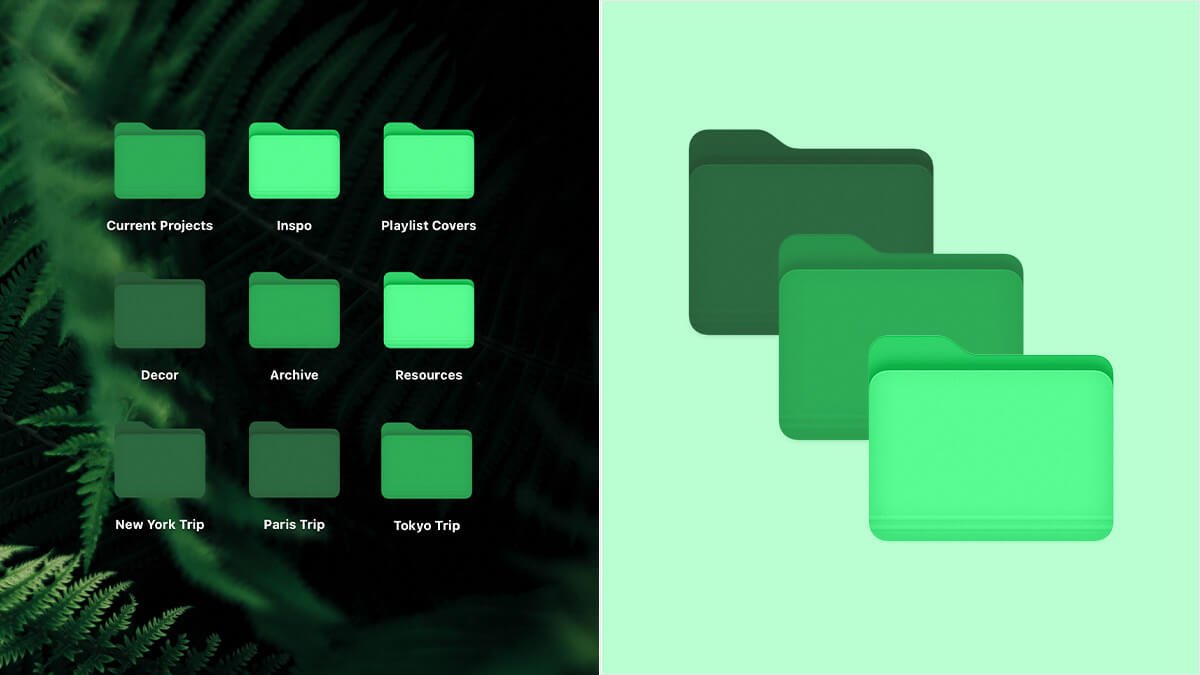 Current Projects
Inspo
Playlist Covers
Decor
Archive
Resources
New York Trip
Paris Trip
Tokyo Trip